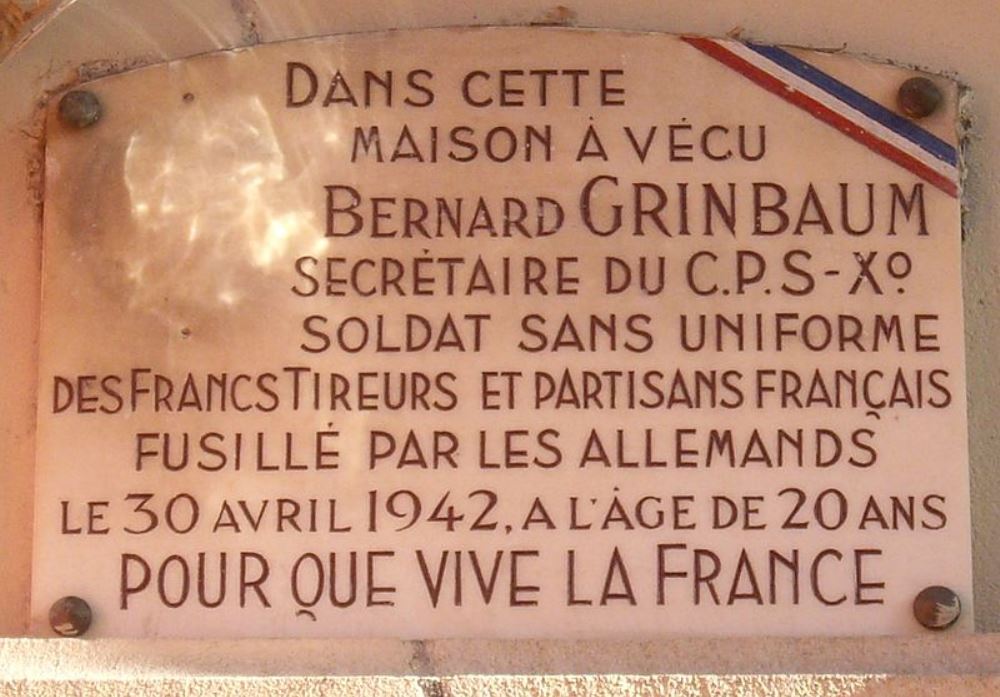 DANS CETTE
MAISON À VÉCU
BERNARD GRINBAUM
SECRÉTAIRE DU C.P.S-Xº
SOLDAT SANS UNIFORME
DES FRANCS TIREURS ET PARTISANS FRANÇAIS
FUSILLÉ PAR LES ALLEMANDS
LE 30 AVRIL 1942, A L'ÂGE DE 20 ANS
POUR QUE VIVE LA FRANCE